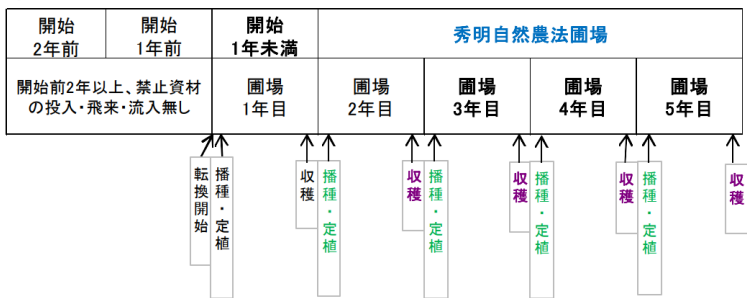 開始
2年前
開始
1年前
開始
1年未満
秀明自然農法圃場
開始前2年以上、禁止資材
の投入・飛来・流入無し
圃場
1年目
圃場
2年目
圃場
3年目
圃場
4年目
圃場
5年目
転換開始
播種・定植
収穫
播種・定植
収穫
播種・定植
収穫
播種・定植
収穫
播種・定植
収穫